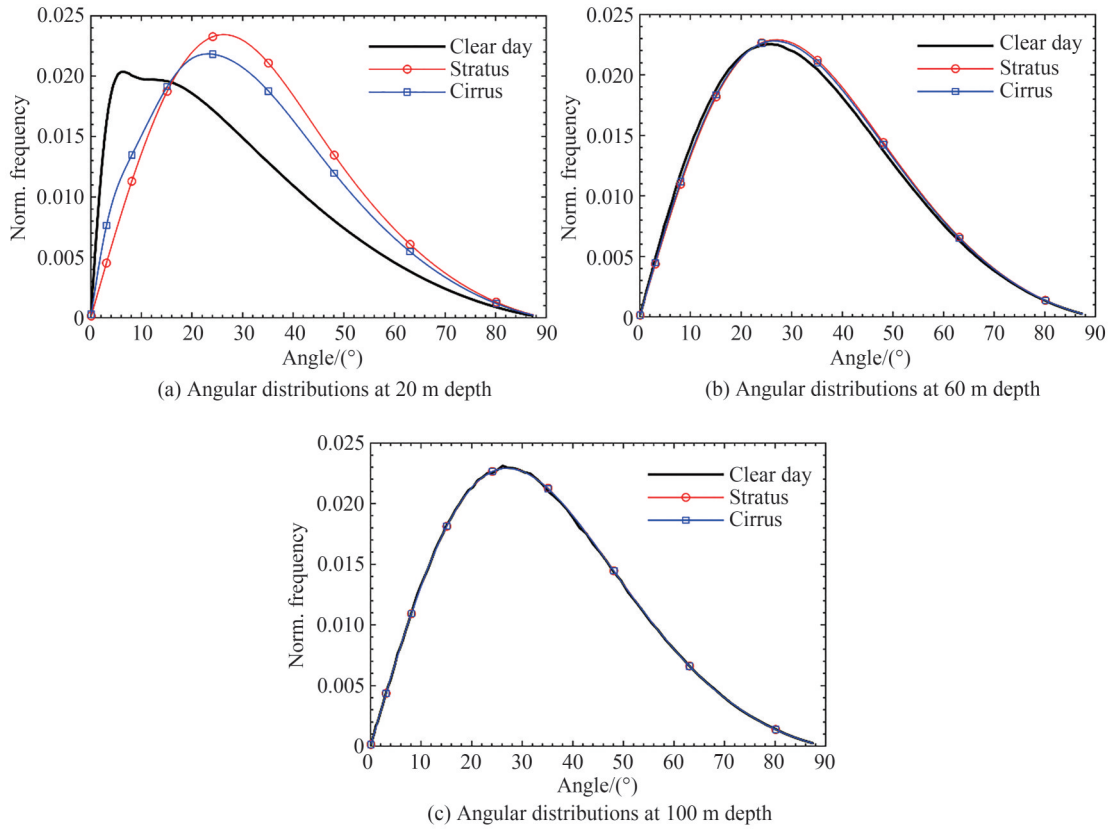 0.025
0.020
0.015
0.010
0.005
0
Norm. frequency
Clear day
Stratus
Cirrus
0 10 20 30 40 50 60 70 80 90
Angle/(°)
(a) Angular distributions at 20 m depth
0.025
0.020
0.015
0.010
0.005
0
Norm. frequency
Clear day
Stratus
Cirrus
0 10 20 30 40 50 60 70 80 90
Angle/(°)
(b) Angular distributions at 60 m depth
0.025
0.020
0.015
0.010
0.005
0
Norm. frequency
Clear day
Stratus
Cirrus
0 10 20 30 40 50 60 70 80 90
Angle/(°)
(c) Angular distributions at 100 m depth